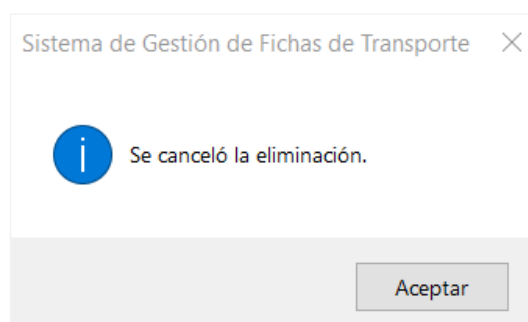 Sistema de Gestión de Fichas de Transporte
Se canceló la eliminación.
Aceptar